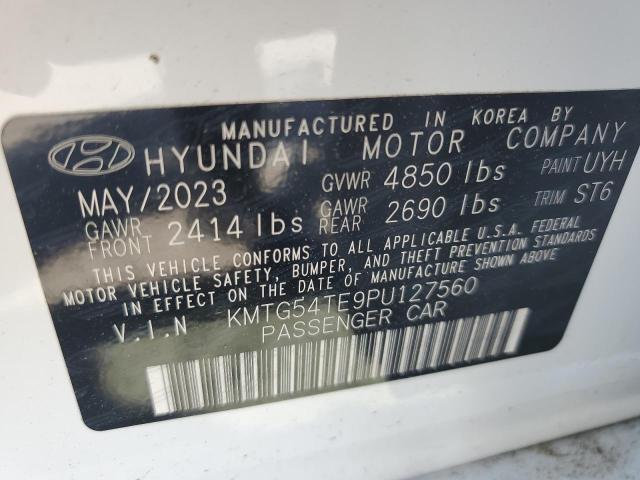 MANUFACTURED IN KOREA BY
HYUNDAI MOTOR COMPANY
MAY/2023 GVWR 4850 lbs PAINT UYH
GAWR FRONT 2414 lbs GAWR REAR 2690 lbs TRIM ST6
THIS VEHICLE CONFORMS TO ALL APPLICABLE U.S.A. FEDERAL
MOTOR VEHICLE SAFETY, BUMPER, AND THEFT PREVENTION STANDARDS
IN EFFECT ON THE DATE OF MANUFACTURE SHOWN ABOVE.
V.I.N KMTG54TE9PU127560
PASSENGER CAR